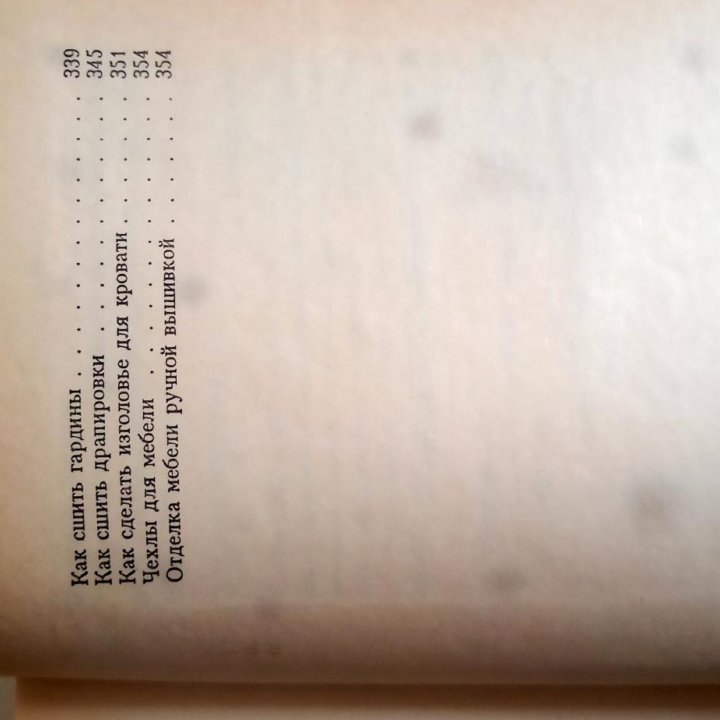 Как сшить гардины . . . . . . . . . . . . . . 339
Как сшить драпировки . . . . . . . . . . . . 345
Как сделать изголовье для кровати . . . . . . . 351
Чехлы для мебели . . . . . . . . . . . . . 354
Отделка мебели ручной вышивкой . . . . . . . 354